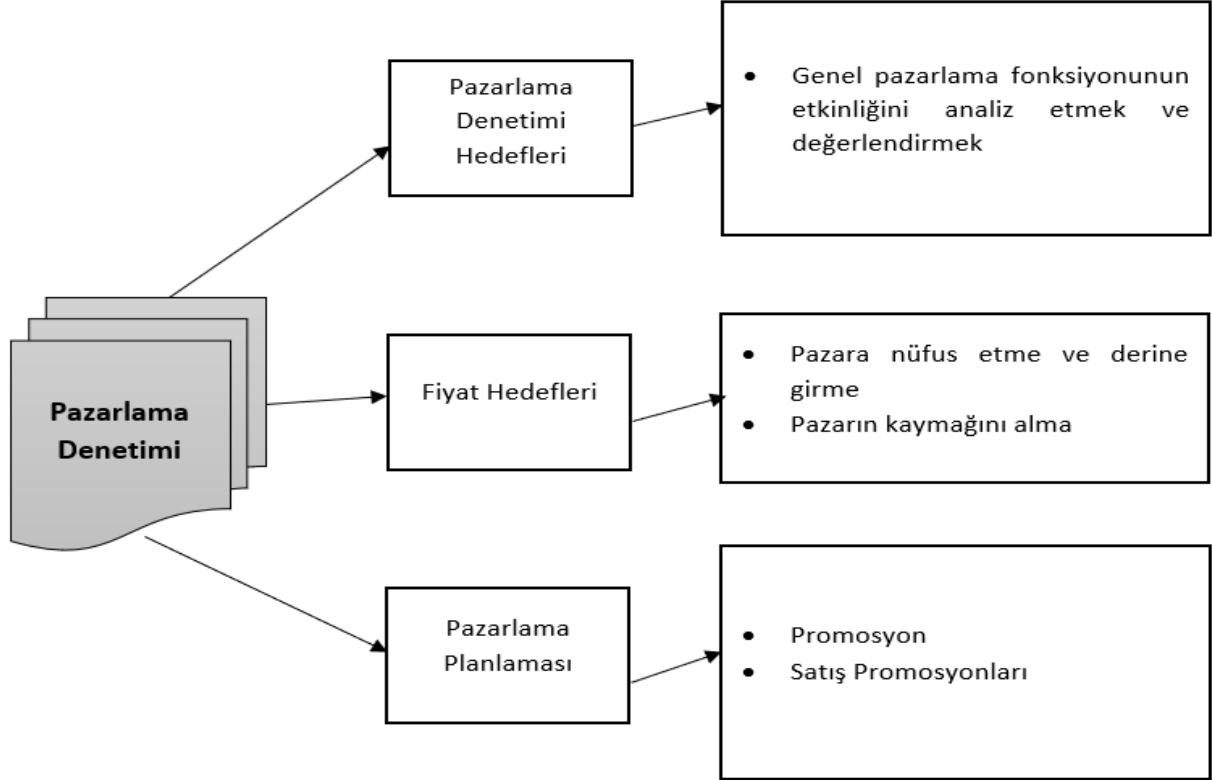 Pazarlama
Denetimi
Pazarlama
Denetimi
Hedefleri
• Genel pazarlama fonksiyonunun
etkinliğini analiz etmek ve
değerlendirmek
Fiyat Hedefleri
• Pazara nüfus etme ve derine
girme
• Pazarın kaymağını alma
Pazarlama
Planlaması
• Promosyon
• Satış Promosyonları